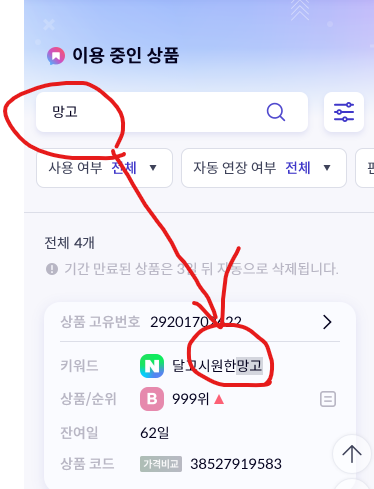 이용 중인 상품
망고
사용 여부 전체 ▼ 자동 연장 여부 전체 ▼
전체 4개
기간 만료된 상품은 3일 뒤 자동으로 삭제됩니다.
상품 고유번호
키워드 N 달고시원한망고
상품/순위 B 999위 ▲
잔여일 62일
상품 코드 가격비교 38527919583